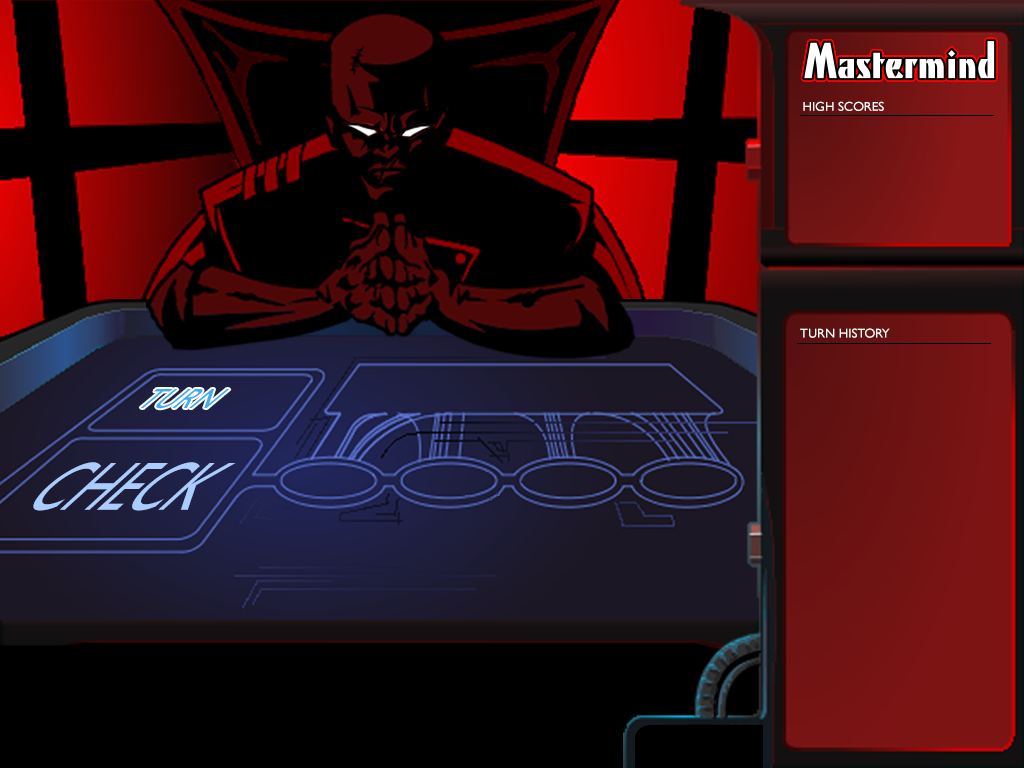 Mastermind
HIGH SCORES
TURN HISTORY
TURN
CHECK